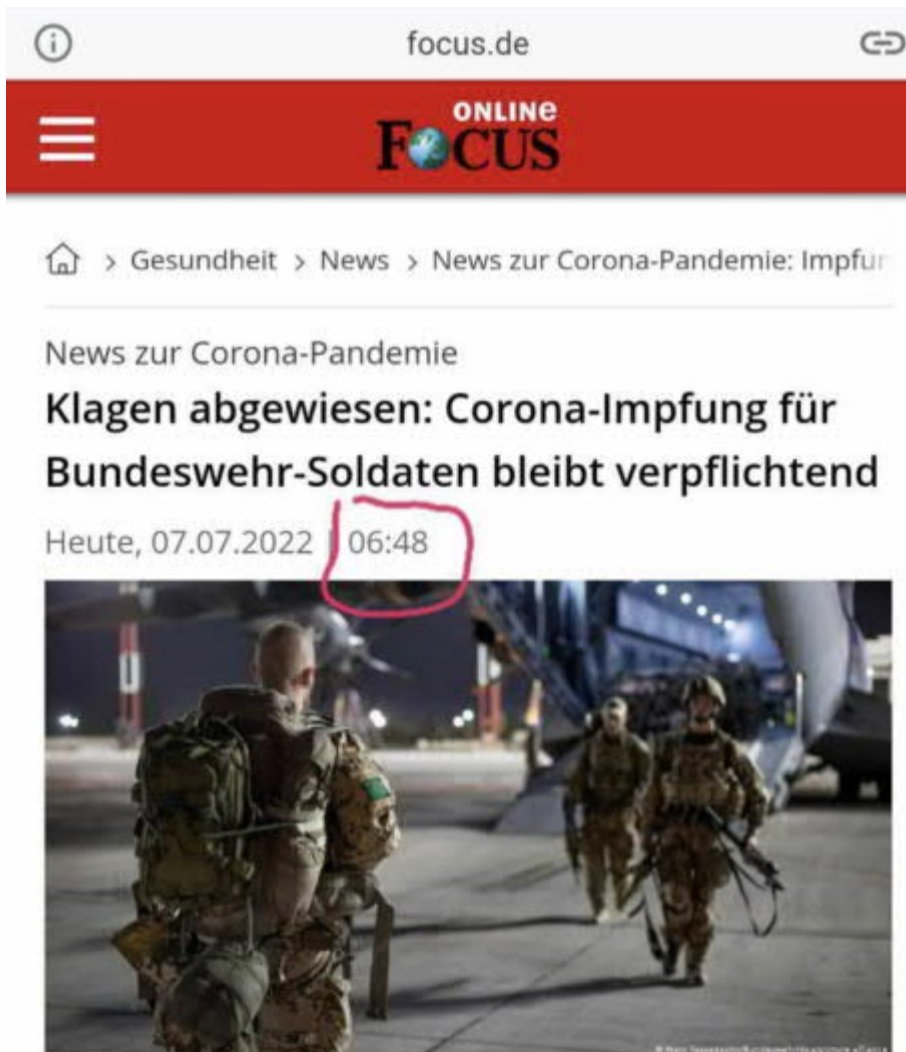 focus.de
ONLINE
FOCUS
> Gesundheit > News > News zur Corona-Pandemie: Impfun
News zur Corona-Pandemie
Klagen abgewiesen: Corona-Impfung für
Bundeswehr-Soldaten bleibt verpflichtend
Heute, 07.07.2022 | 06:48